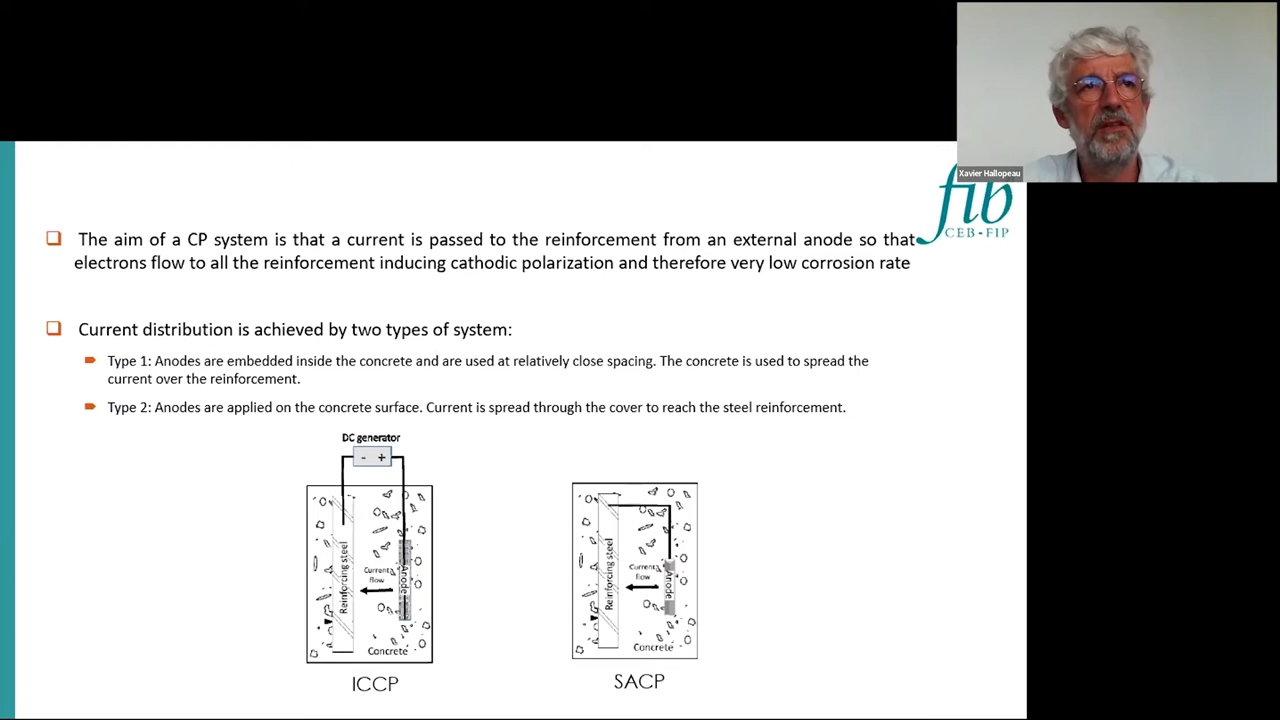 Xavier Hallopeau
fib
CEB-FIP
The aim of a CP system is that a current is passed to the reinforcement from an external anode so that
electrons flow to all the reinforcement inducing cathodic polarization and therefore very low corrosion rate
Current distribution is achieved by two types of system:
Type 1: Anodes are embedded inside the concrete and are used at relatively close spacing. The concrete is used to spread the
current over the reinforcement.
Type 2: Anodes are applied on the concrete surface. Current is spread through the cover to reach the steel reinforcement.
DC generator
- +
Reinforcing steel
Current
flow
Anode
Concrete
ICCP
Reinforcing steel
Current
flow
Anode
Concrete
SACP